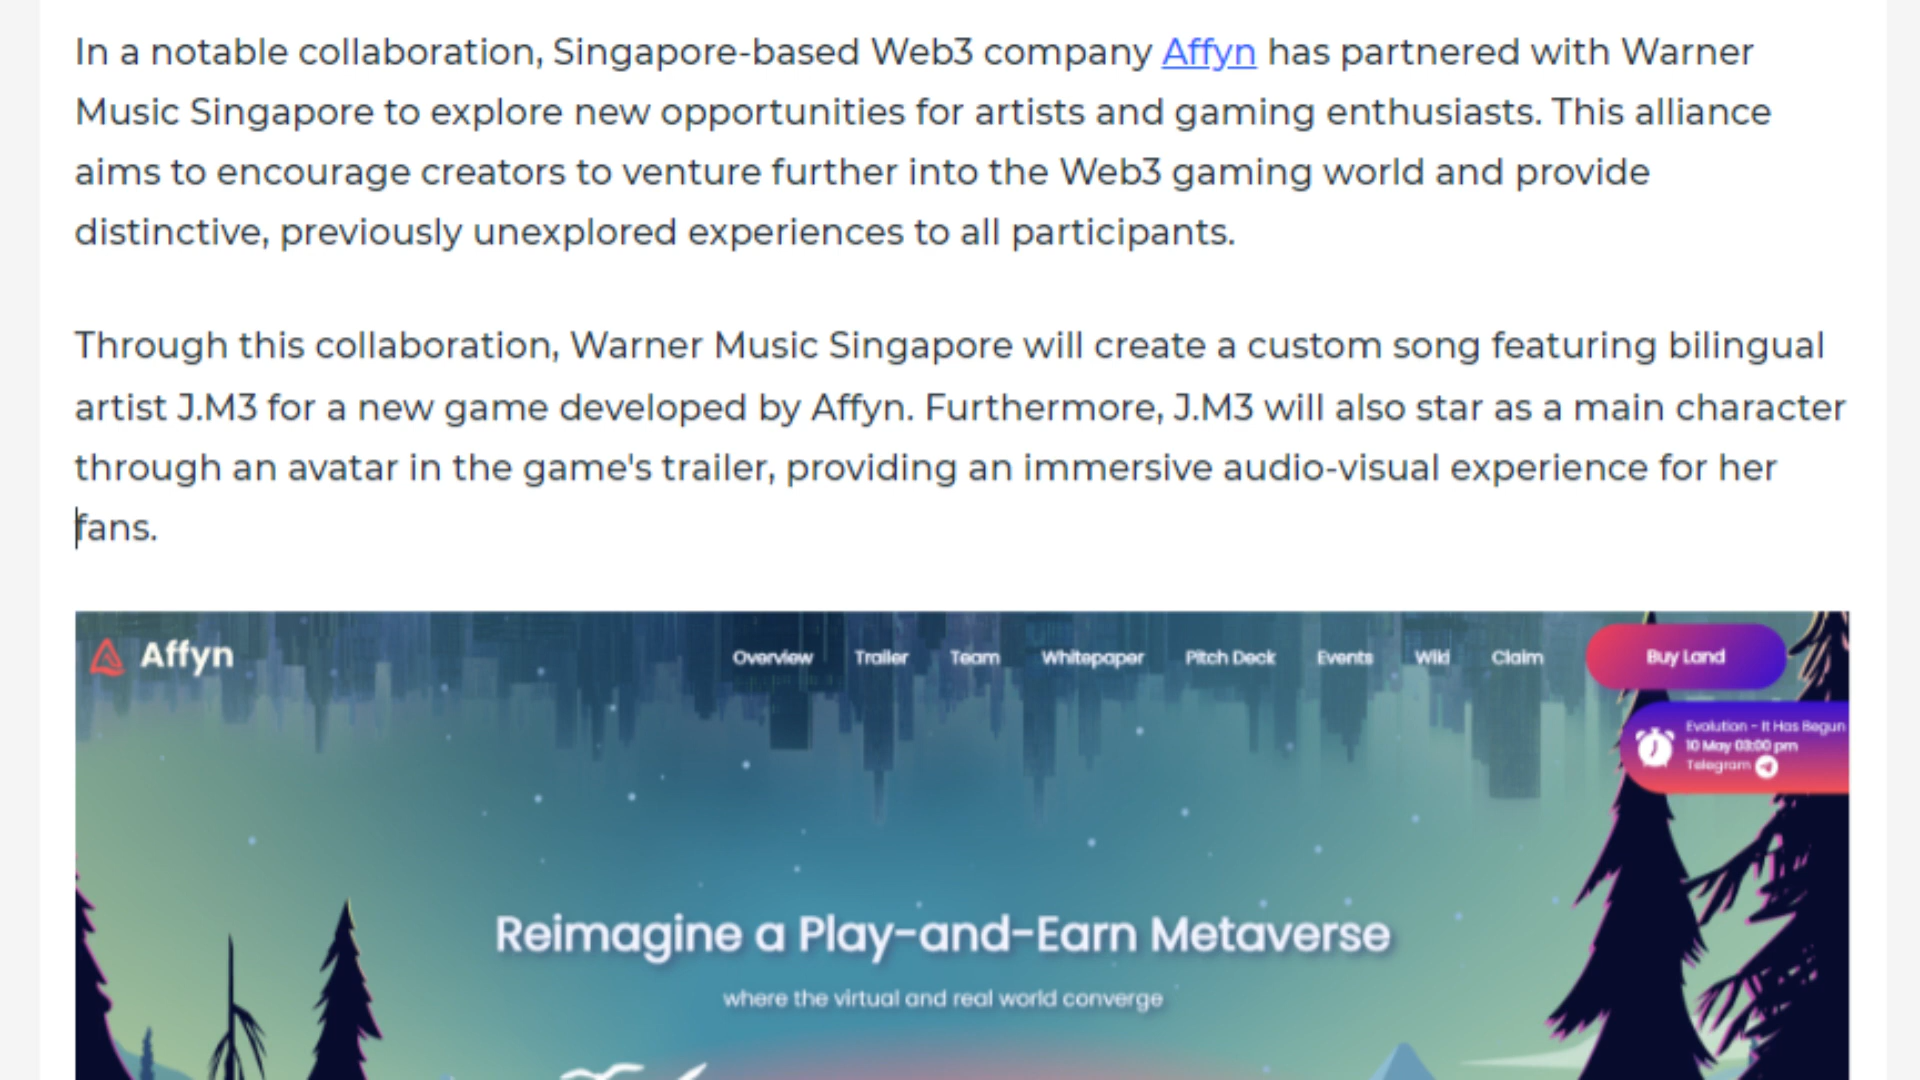 In a notable collaboration, Singapore-based Web3 company Affyn has partnered with Warner
Music Singapore to explore new opportunities for artists and gaming enthusiasts. This alliance
aims to encourage creators to venture further into the Web3 gaming world and provide
distinctive, previously unexplored experiences to all participants.
Through this collaboration, Warner Music Singapore will create a custom song featuring bilingual
artist J.M3 for a new game developed by Affyn. Furthermore, J.M3 will also star as a main character
through an avatar in the game's trailer, providing an immersive audio-visual experience for her
fans.
Affyn Overview Trailer Team Whitepaper Pitch Deck Events Wiki Claim Buy Land
Evolution - It Has Begun
10 May 03:00 pm
Telegram
Reimagine a Play-and-Earn Metaverse
where the virtual and real world converge